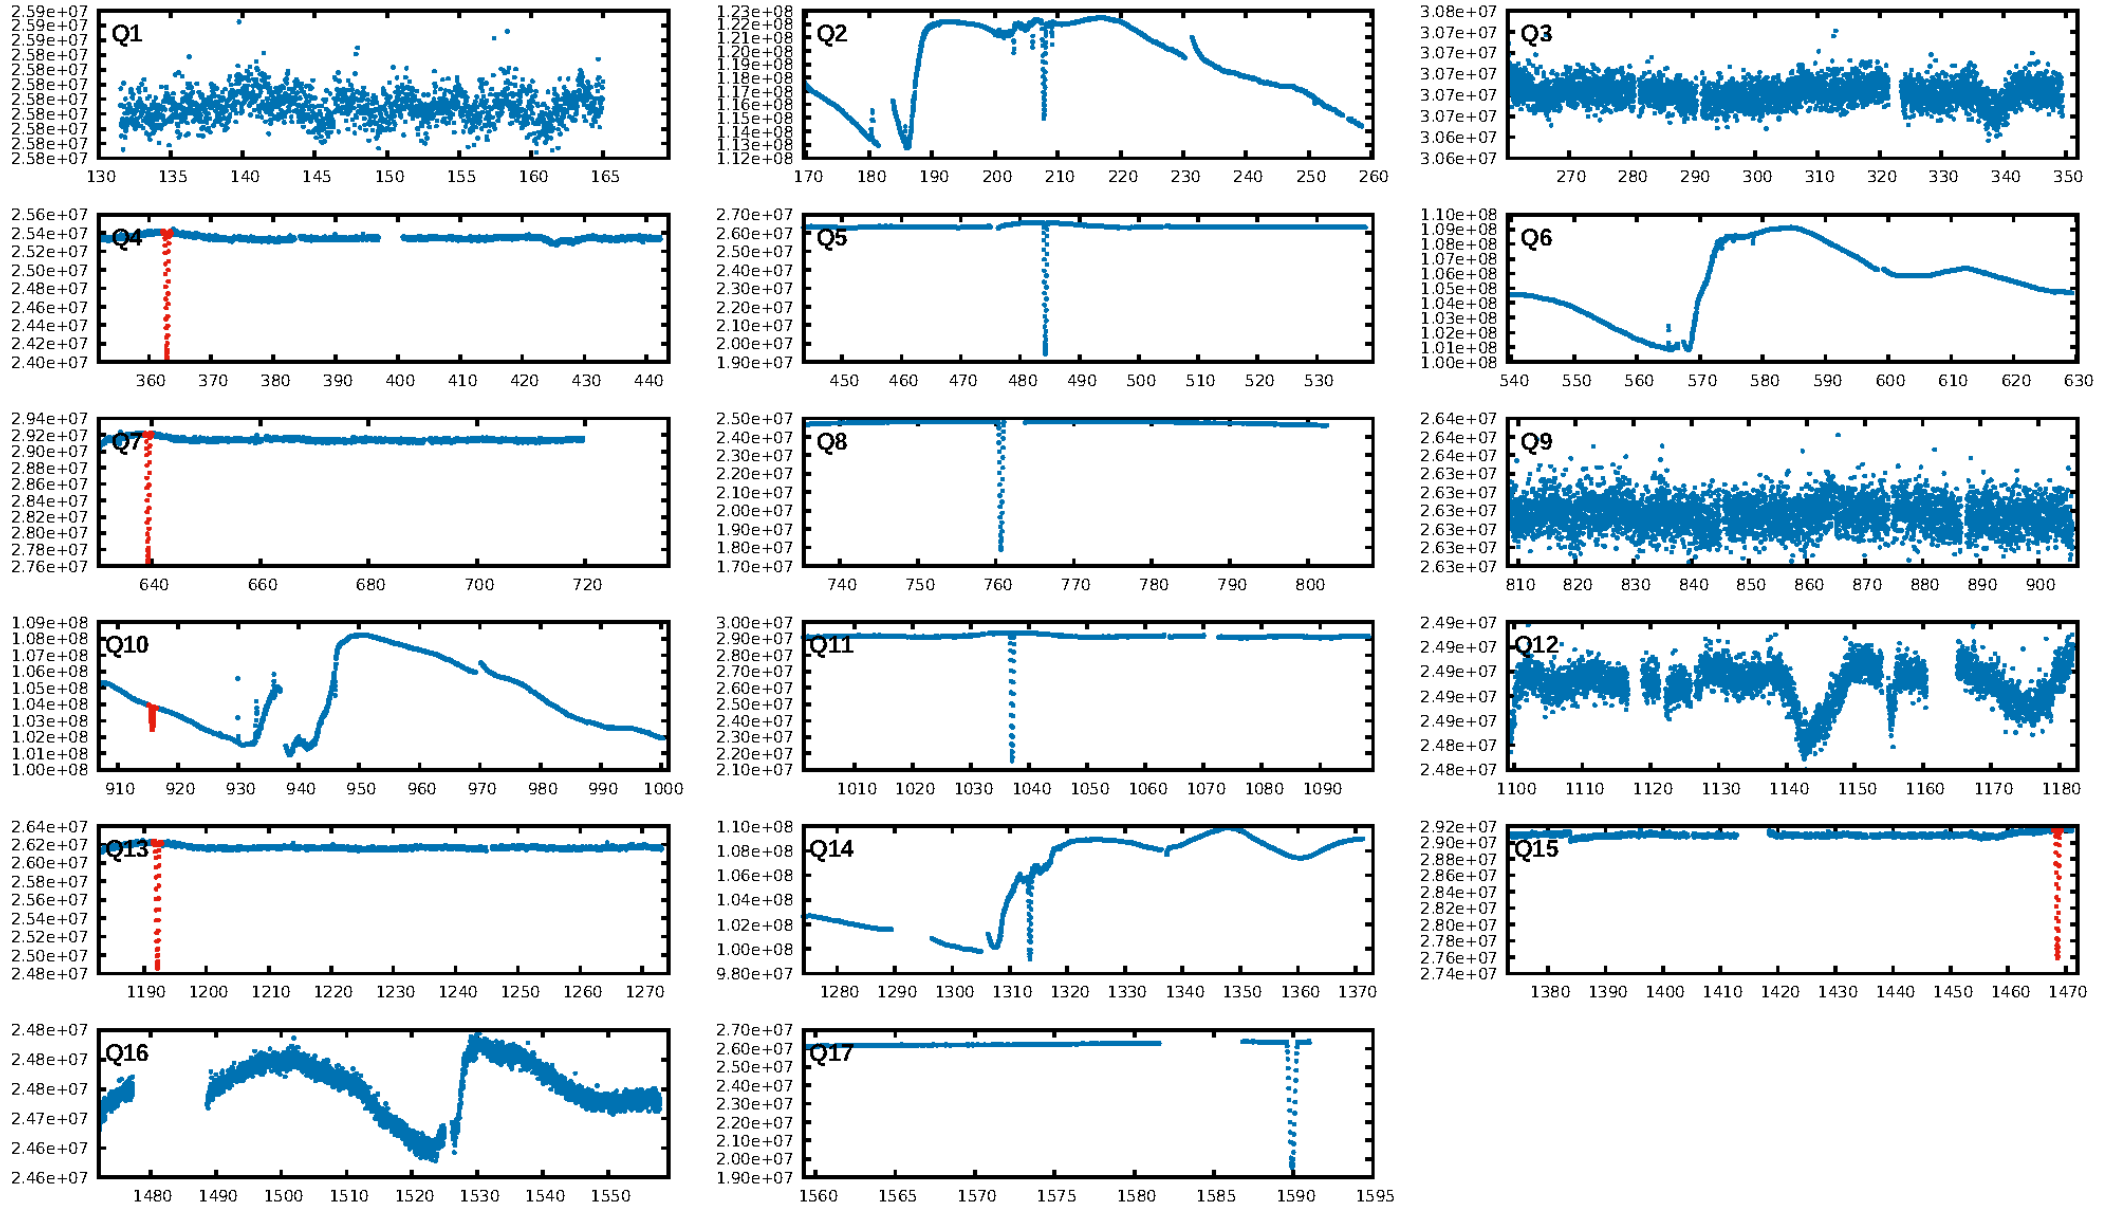 2.59e+07
2.59e+07
2.59e+07
2.58e+07
2.58e+07
2.58e+07
2.58e+07
2.58e+07
2.58e+07
2.58e+07
2.58e+07
Q1
130 135 140 145 150 155 160 165
1.23e+08
1.22e+08
1.21e+08
1.20e+08
1.19e+08
1.18e+08
1.17e+08
1.16e+08
1.15e+08
1.14e+08
1.13e+08
1.12e+08
Q2
170 180 190 200 210 220 230 240 250 260
3.08e+07
3.07e+07
3.07e+07
3.07e+07
3.07e+07
3.07e+07
3.06e+07
3.06e+07
Q3
270 280 290 300 310 320 330 340 350
2.56e+07
2.54e+07
2.52e+07
2.50e+07
2.48e+07
2.46e+07
2.44e+07
2.42e+07
2.40e+07
Q4
360 370 380 390 400 410 420 430 440
2.70e+07
2.60e+07
2.50e+07
2.40e+07
2.30e+07
2.20e+07
2.10e+07
2.00e+07
1.90e+07
Q5
450 460 470 480 490 500 510 520 530
1.10e+08
1.09e+08
1.08e+08
1.07e+08
1.06e+08
1.05e+08
1.04e+08
1.03e+08
1.02e+08
1.01e+08
1.01e+08
Q6
540 550 560 570 580 590 600 610 620 630
2.94e+07
2.92e+07
2.90e+07
2.88e+07
2.86e+07
2.84e+07
2.82e+07
2.80e+07
2.78e+07
2.76e+07
Q7
640 660 680 700 720
2.50e+07
2.40e+07
2.30e+07
2.20e+07
2.10e+07
2.00e+07
1.90e+07
1.80e+07
1.70e+07
Q8
740 750 760 770 780 790 800
2.64e+07
2.64e+07
2.64e+07
2.63e+07
2.63e+07
2.63e+07
2.63e+07
2.63e+07
2.63e+07
Q9
810 820 830 840 850 860 870 880 890 900
1.09e+08
1.08e+08
1.07e+08
1.06e+08
1.05e+08
1.04e+08
1.03e+08
1.02e+08
1.01e+08
1.00e+08
Q10
910 920 930 940 950 960 970 980 990 1000
3.00e+07
2.90e+07
2.80e+07
2.70e+07
2.60e+07
2.50e+07
2.40e+07
2.30e+07
2.20e+07
2.10e+07
Q11
1010 1020 1030 1040 1050 1060 1070 1080 1090
2.49e+07
2.49e+07
2.49e+07
2.49e+07
2.49e+07
2.48e+07
2.48e+07
Q12
1100 1110 1120 1130 1140 1150 1160 1170 1180
2.64e+07
2.62e+07
2.60e+07
2.58e+07
2.56e+07
2.54e+07
2.52e+07
2.50e+07
2.48e+07
Q13
1190 1200 1210 1220 1230 1240 1250 1260 1270
1.10e+08
1.08e+08
1.06e+08
1.04e+08
1.02e+08
1.00e+08
9.80e+07
Q14
1280 1290 1300 1310 1320 1330 1340 1350 1360 1370
2.92e+07
2.90e+07
2.88e+07
2.86e+07
2.84e+07
2.82e+07
2.80e+07
2.78e+07
2.76e+07
2.74e+07
Q15
1380 1390 1400 1410 1420 1430 1440 1450 1460 1470
2.48e+07
2.48e+07
2.48e+07
2.47e+07
2.46e+07
2.46e+07
Q16
1480 1490 1500 1510 1520 1530 1540 1550
2.70e+07
2.60e+07
2.50e+07
2.40e+07
2.30e+07
2.20e+07
2.10e+07
2.00e+07
1.90e+07
Q17
1560 1565 1570 1575 1580 1585 1590 1595